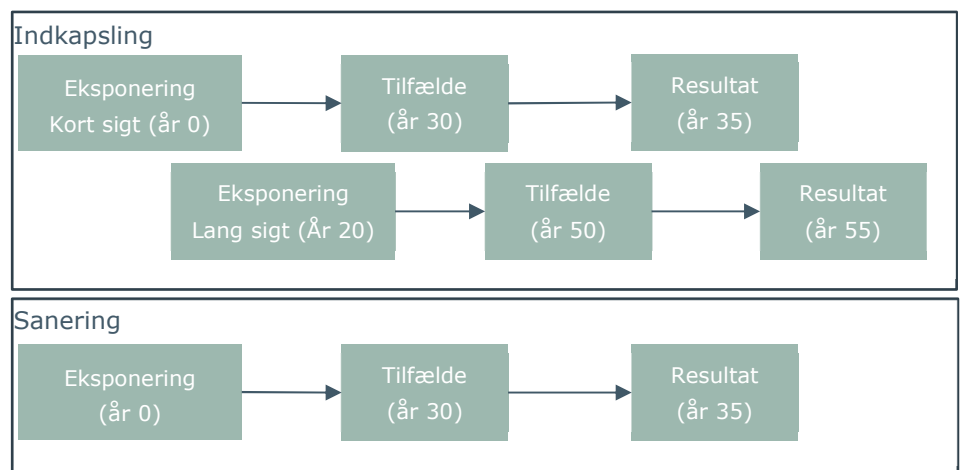 Indkapsling
Eksponering
Kort sigt (år 0)
Tilfælde
(år 30)
Resultat
(år 35)
Eksponering
Lang sigt (År 20)
Tilfælde
(år 50)
Resultat
(år 55)
Sanering
Eksponering
(år 0)
Tilfælde
(år 30)
Resultat
(år 35)